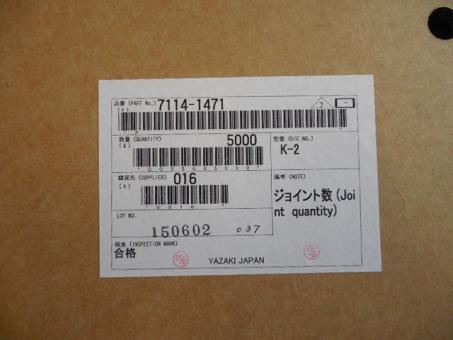 品番 (PART No.) 7114-1471
(P)
7
数量 (QUANTITY) 5000
(Q)
型番 (DIE NO.)
K-2
購買先 (SUPPLIER) 016
備考 (NOTE)
ジョイント数(Joi
nt quantity)
LOT NO.
150602 037
検査 (INSPECTION MARK)
合格
YAZAKI JAPAN